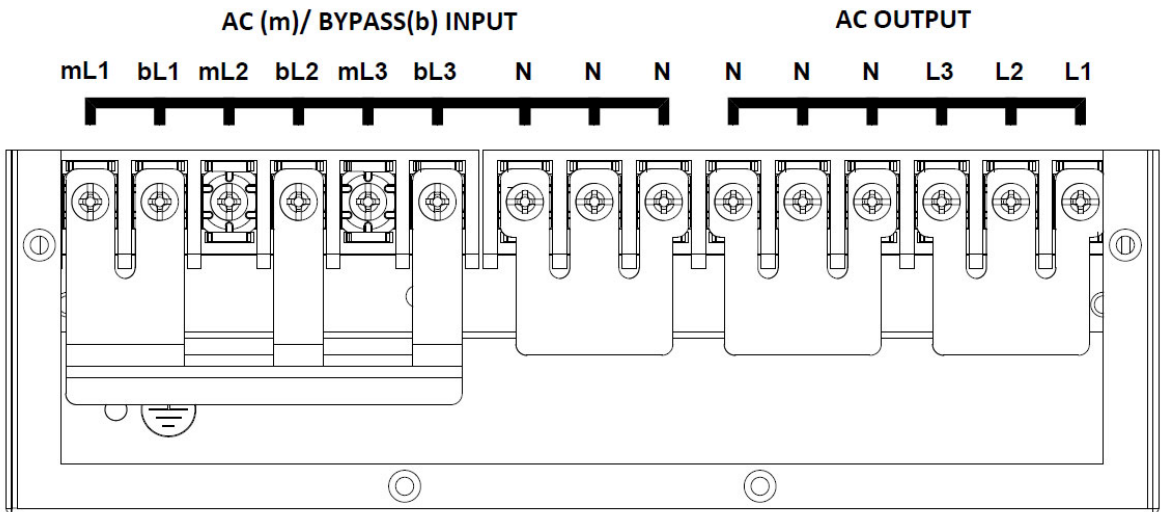 AC (m)/ BYPASS(b) INPUT AC OUTPUT
mL1 bL1 mL2 bL2 mL3 bL3 N N N N N N L3 L2 L1